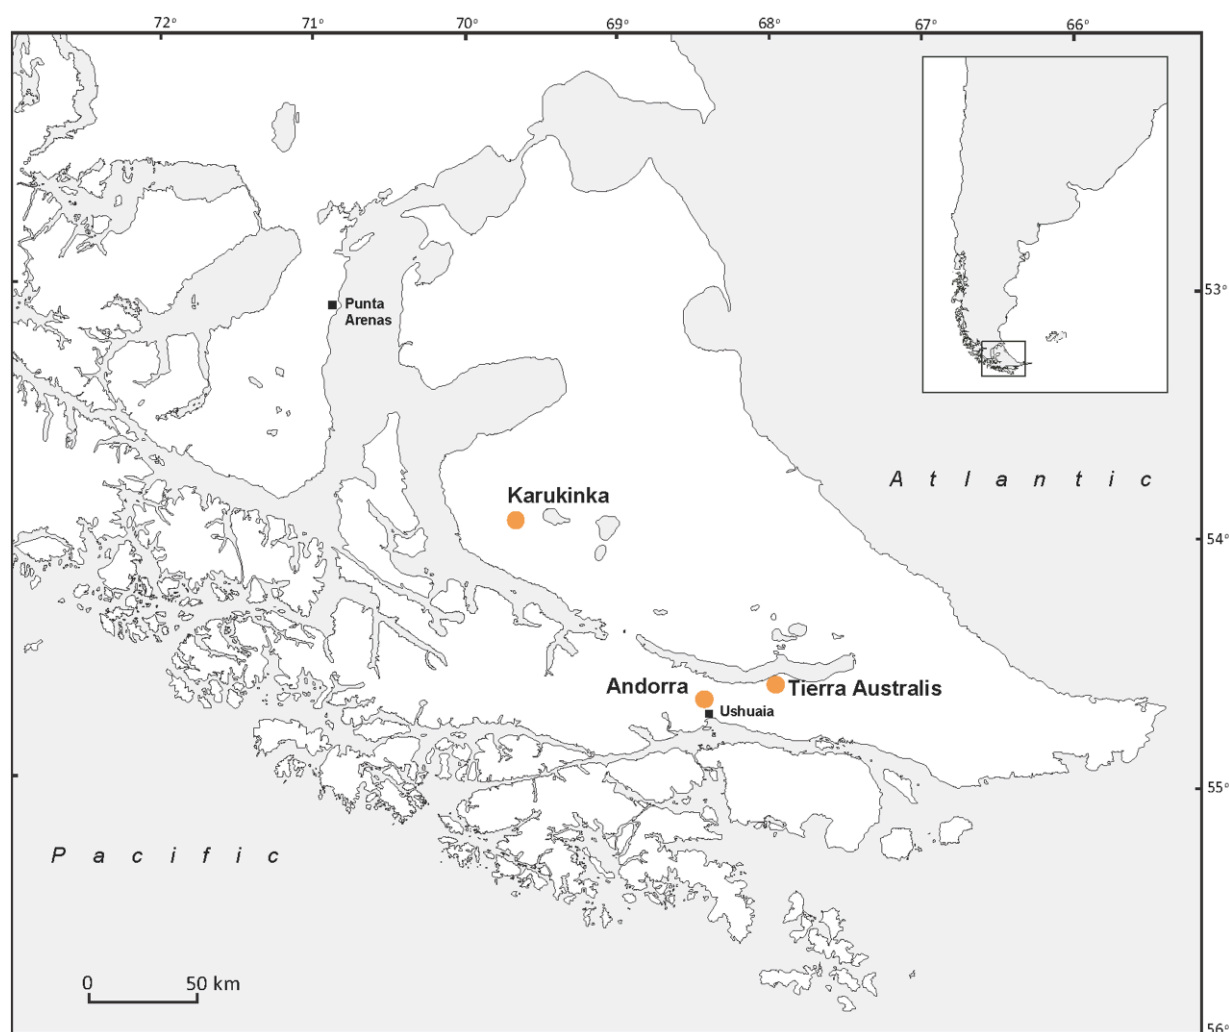 72° 71° 70° 69° 68° 67° 66°
53°
Punta
Arenas
A t l a n t i c
Karukinka
54°
Andorra
Tierra Australis
Ushuaia
55°
P a c i f i c
0 50 km
56°